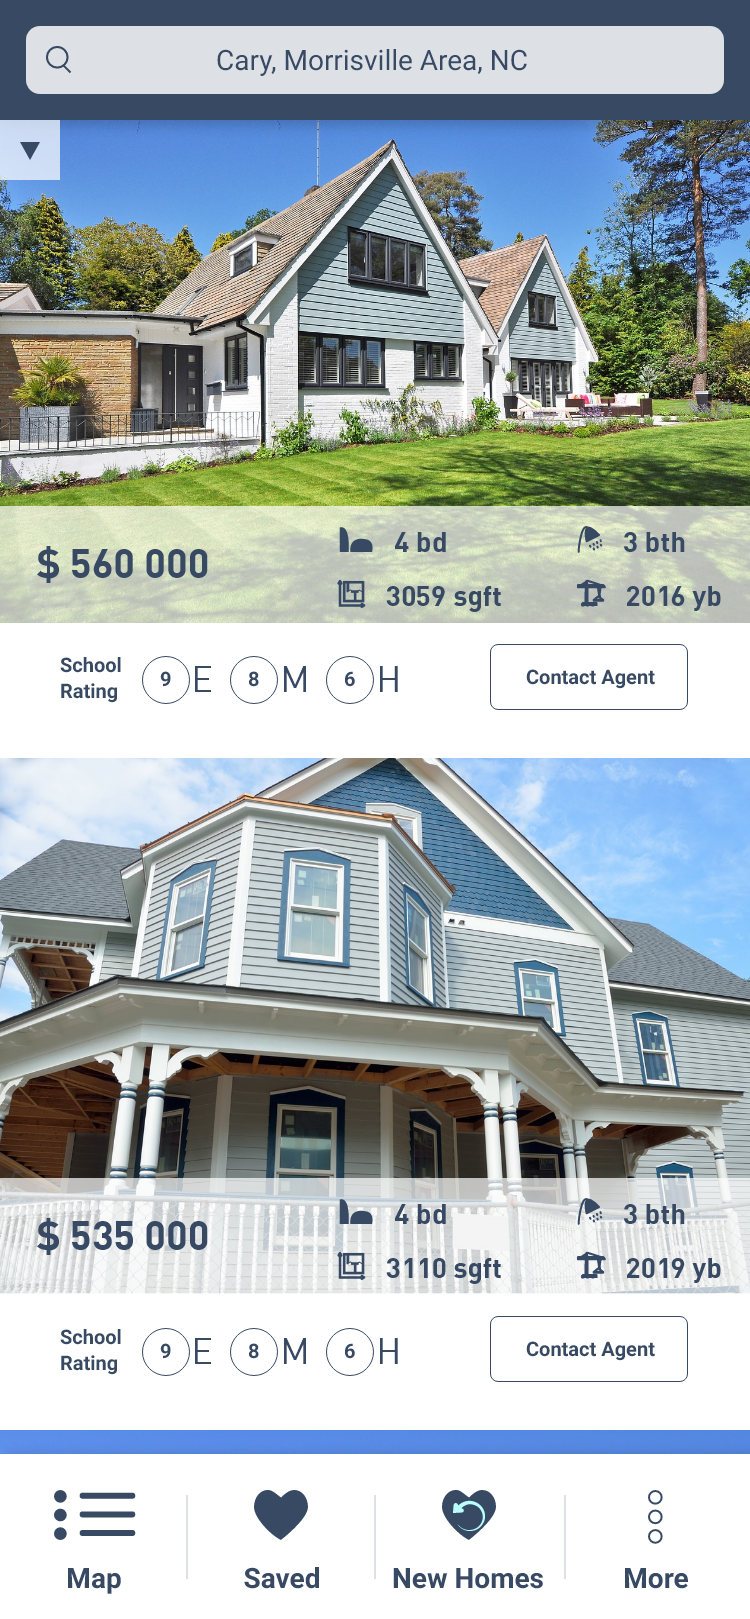 Cary, Morrisville Area, NC
$ 560 000
4 bd
3 bth
3059 sgft
2016 yb
School
Rating
9 E 8 M 6 H
Contact Agent
$ 535 000
4 bd
3 bth
3110 sgft
2019 yb
School
Rating
9 E 8 M 6 H
Contact Agent
Map
Saved
New Homes
More